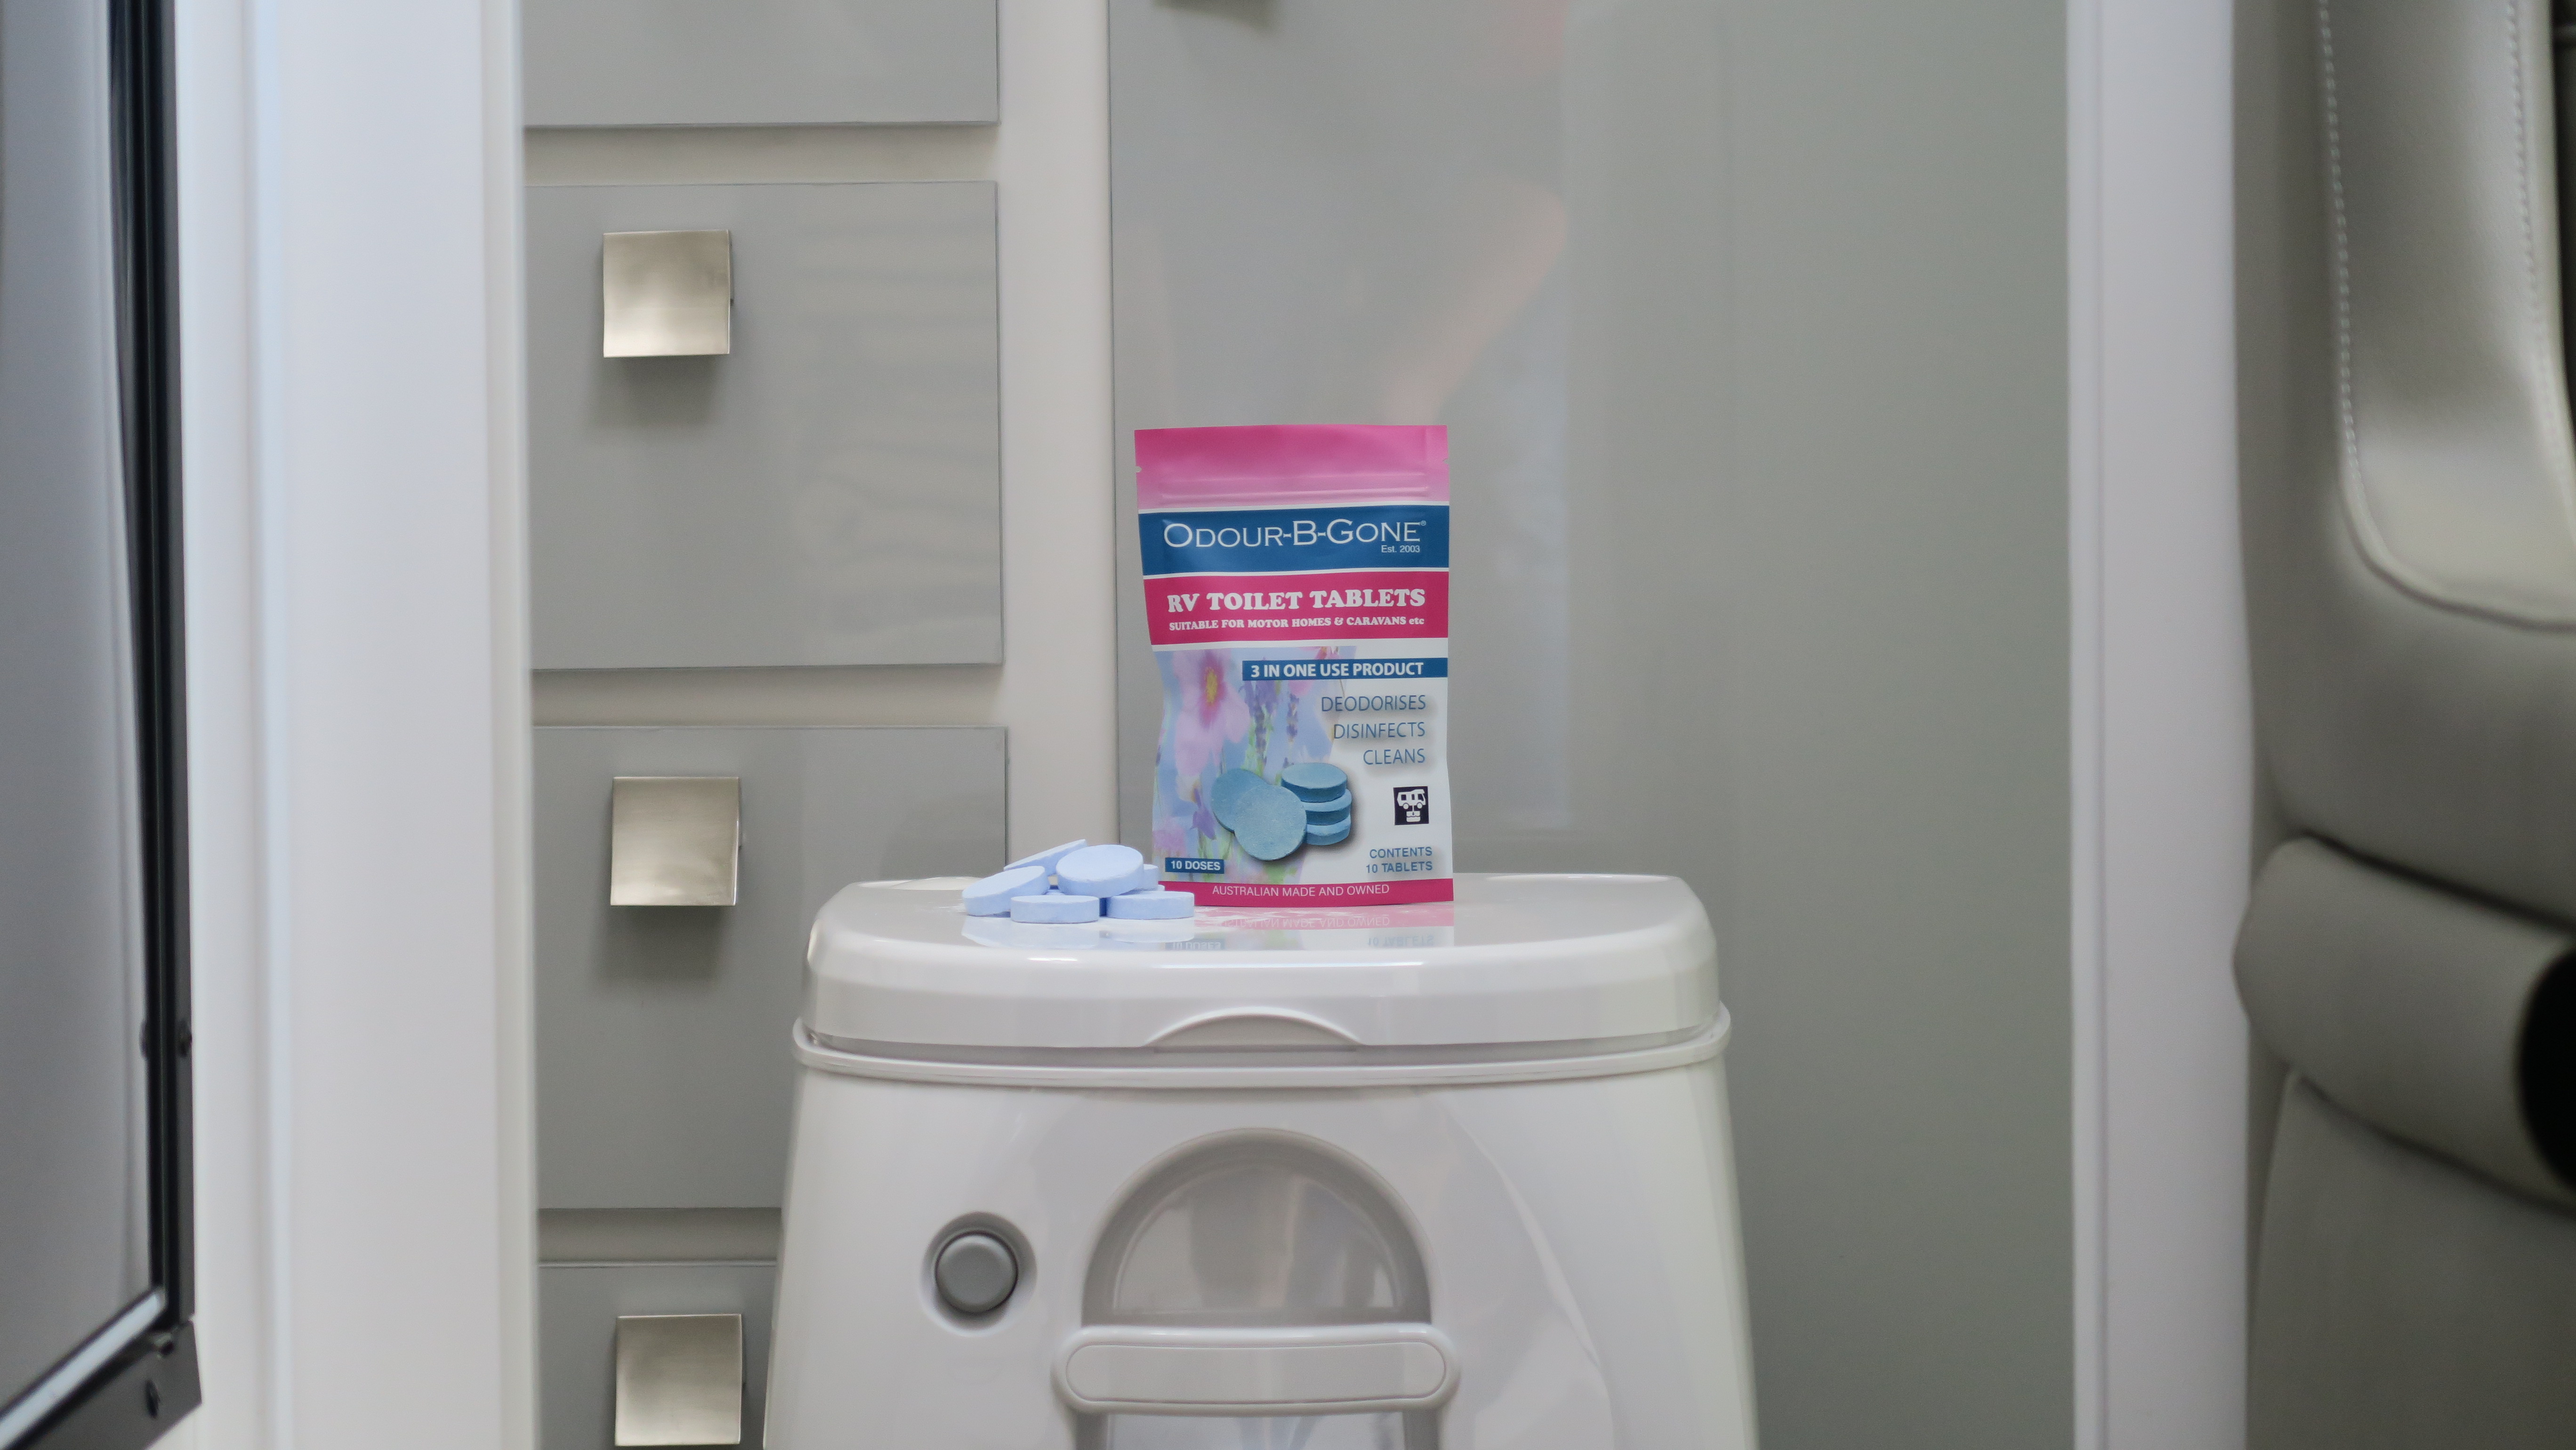 ODOUR-B-GONE®
Est. 2003
RV TOILET TABLETS
SUITABLE FOR MOTOR HOMES & CARAVANS etc
3 IN ONE USE PRODUCT
DEODORISES
DISINFECTS
CLEANS
10 DOSES
CONTENTS
10 TABLETS
AUSTRALIAN MADE AND OWNED